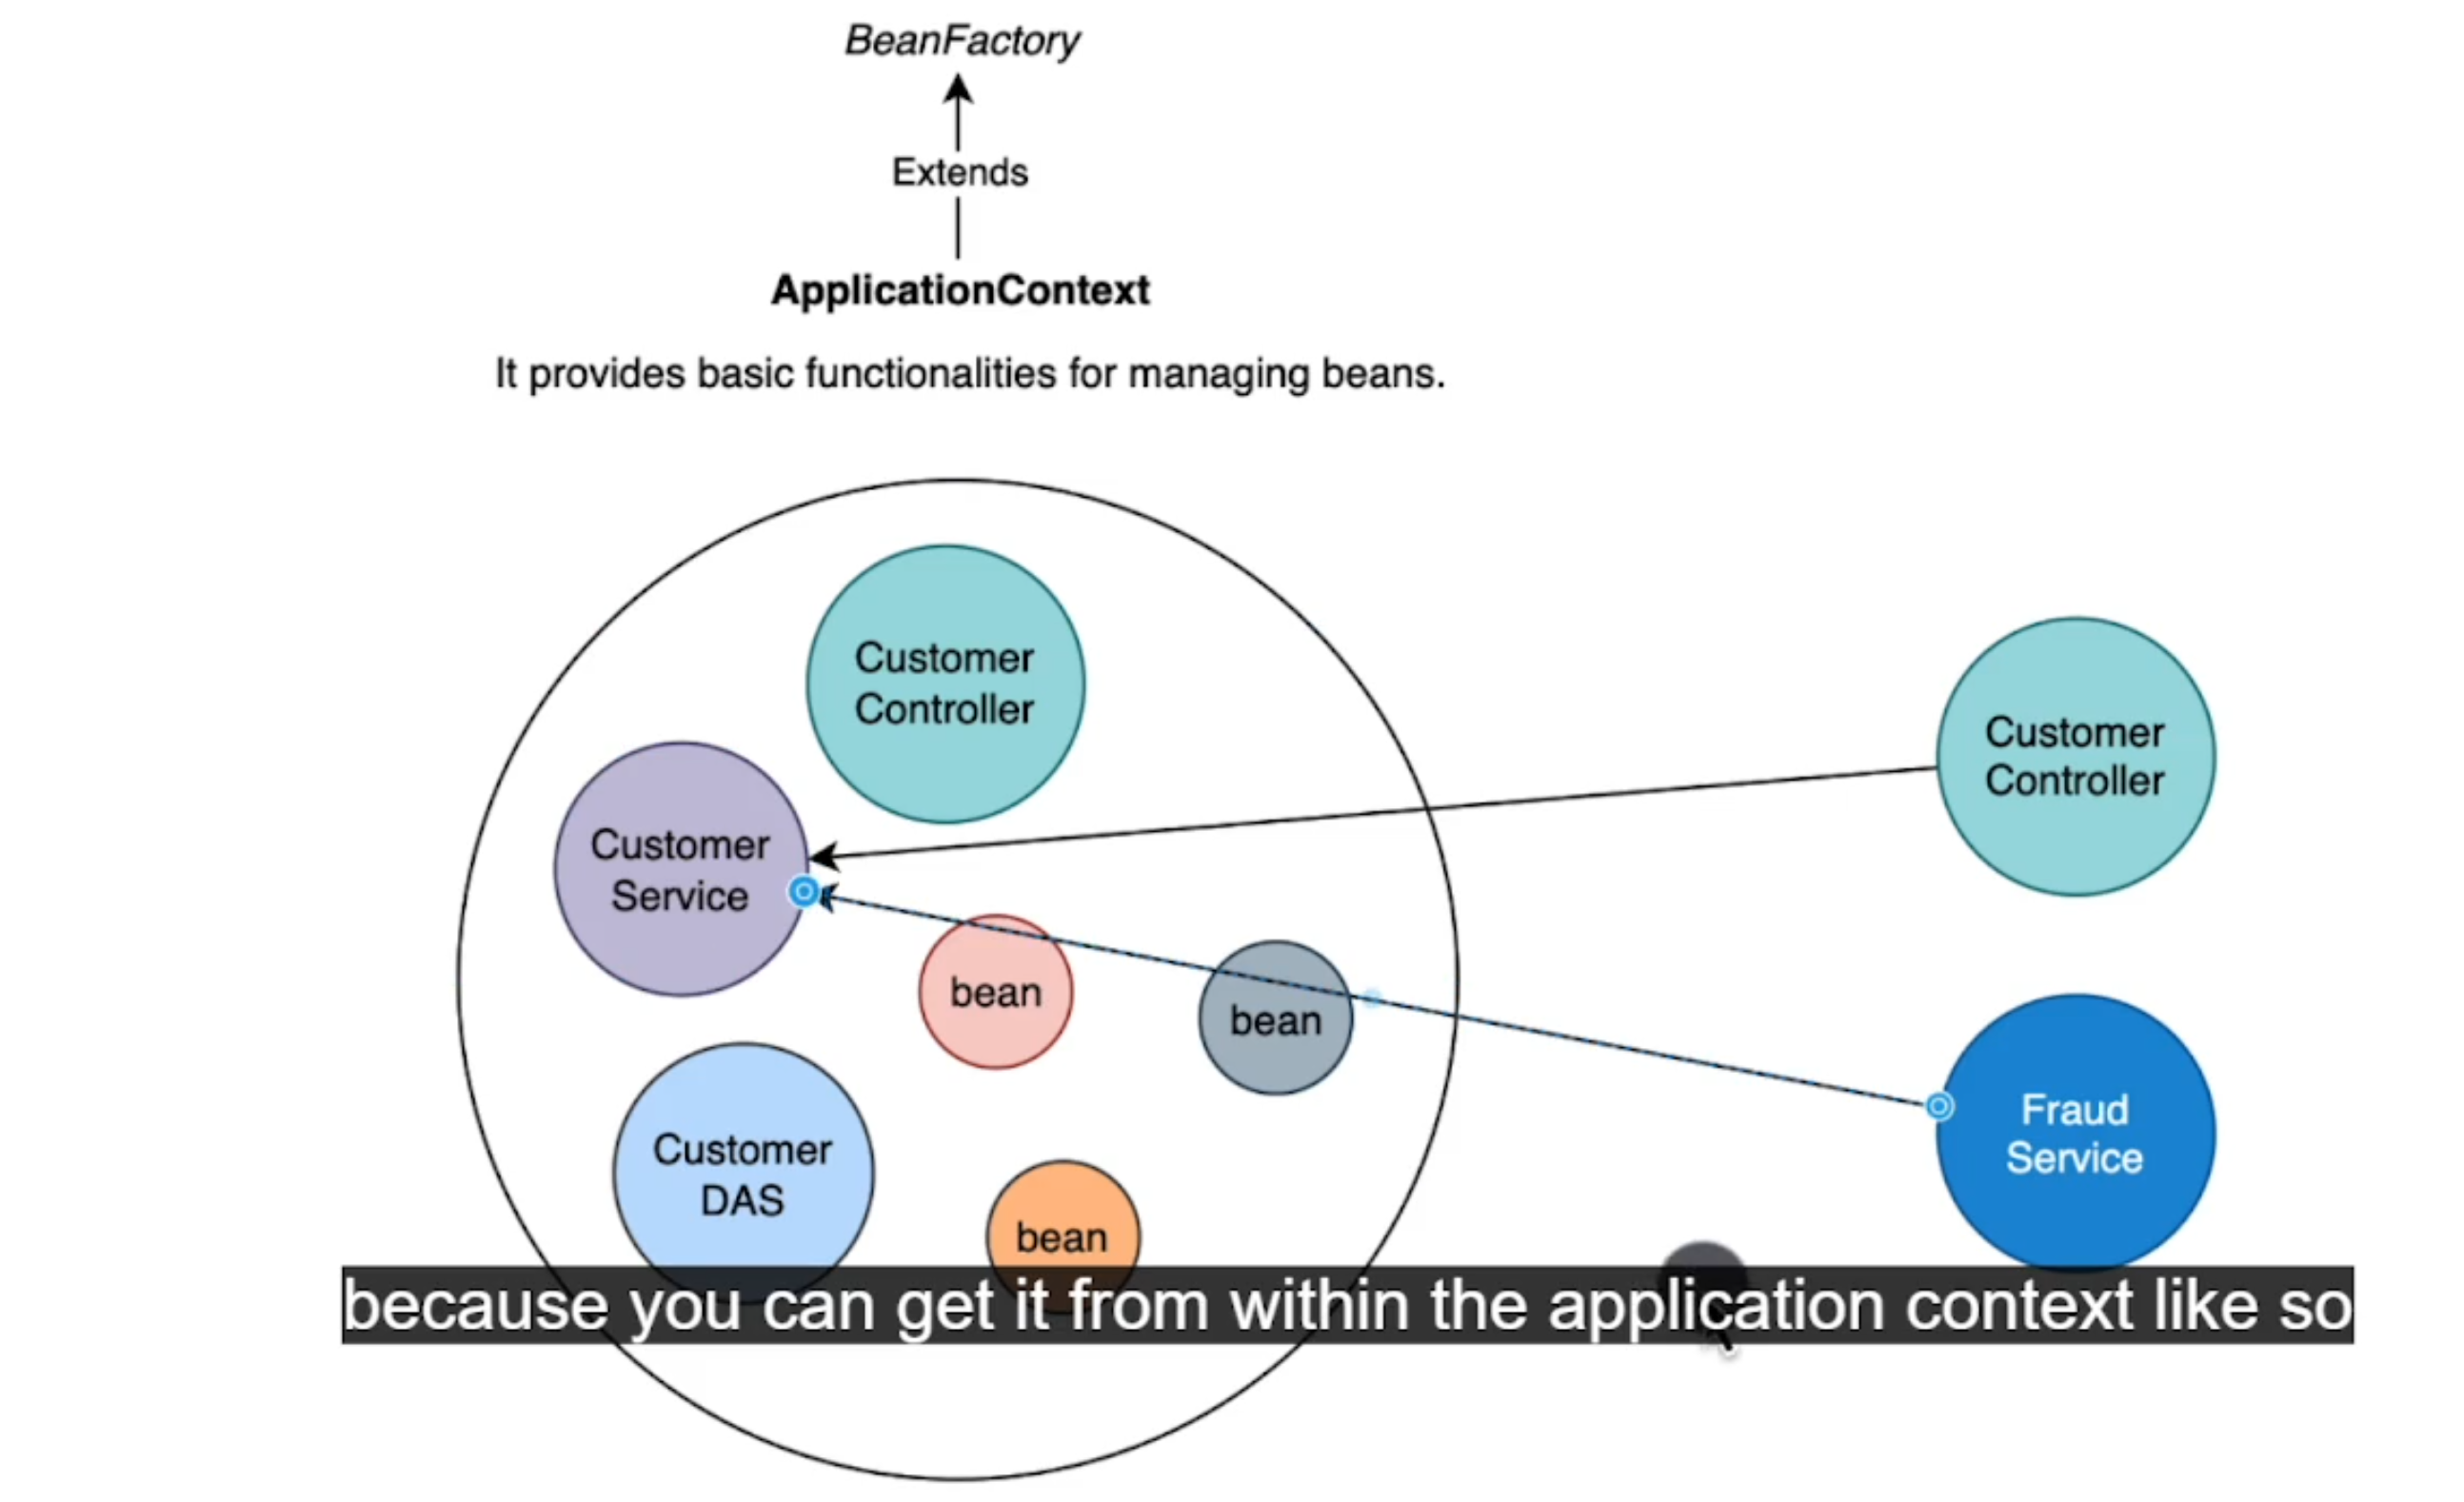 BeanFactory
Extends
ApplicationContext
It provides basic functionalities for managing beans.
Customer
Controller
Customer
Controller
Customer
Service
bean
bean
Fraud
Service
Customer
DAS
bean
because you can get it from within the application context like so